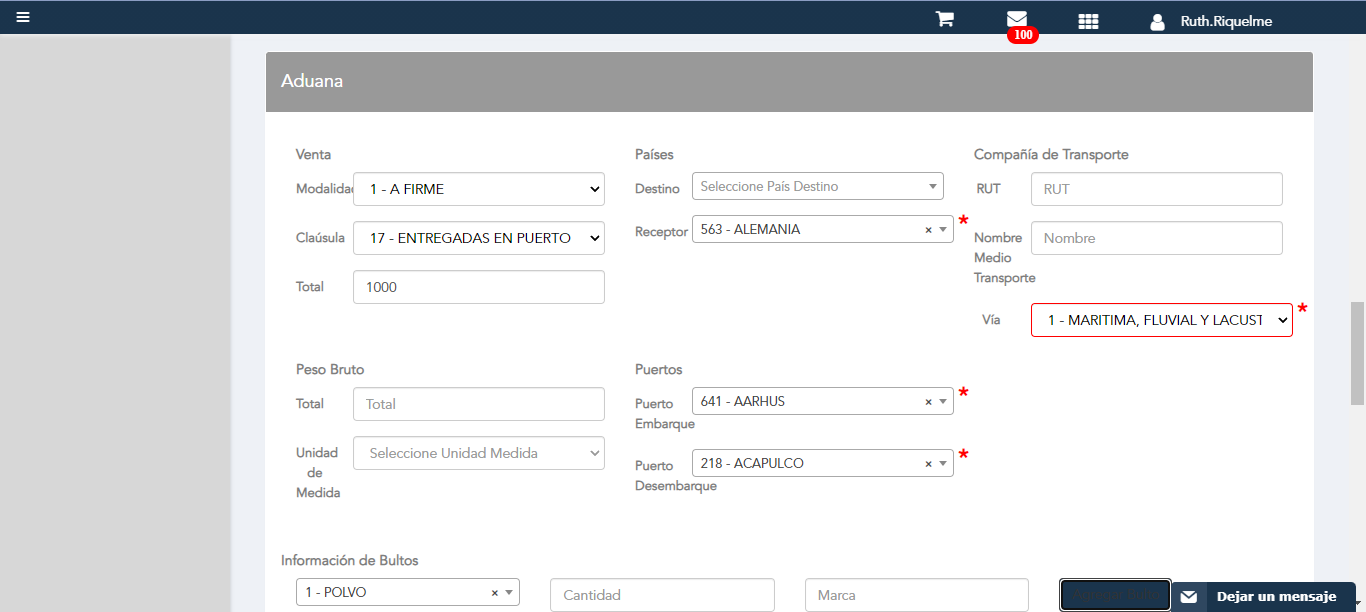 100
Ruth.Riquelme
Aduana
Venta
Modalidad
1 - A FIRME
Claúsula
17 - ENTREGADAS EN PUERTO
Total
1000
Países
Destino
Seleccione País Destino
Receptor
563 - ALEMANIA
× *
Compañía de Transporte
RUT
RUT
Nombre
Medio
Transporte
Nombre
Vía
1 - MARITIMA, FLUVIAL Y LACUST
*
Peso Bruto
Total
Total
Unidad
de
Medida
Seleccione Unidad Medida
Puertos
Puerto
Embarque
641 - AARHUS
× *
Puerto
Desembarque
218 - ACAPULCO
× *
Información de Bultos
1 - POLVO
×
Cantidad
Marca
Dejar un mensaje